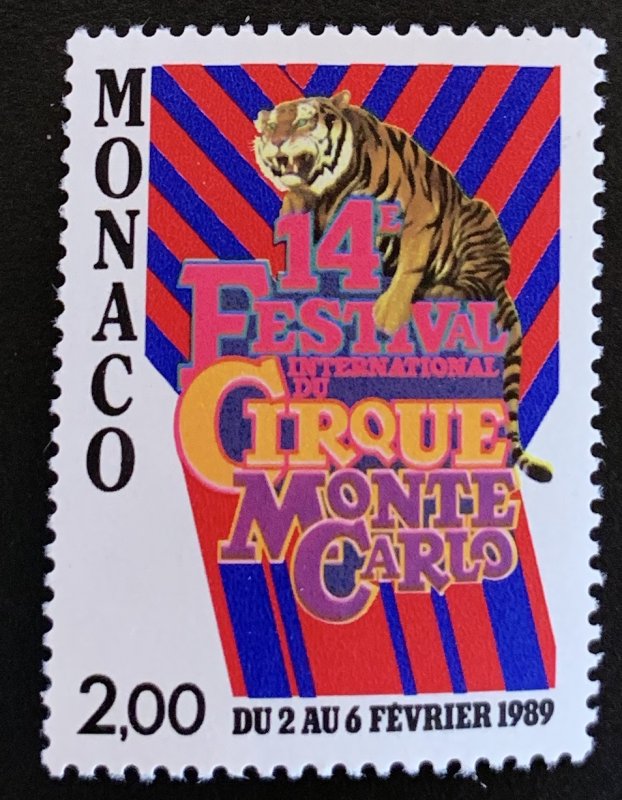 MONACO
14E
FESTIVAL
INTERNATIONAL
DU
CIRQUE
MONTE
CARLO
2,00
DU 2 AU 6 FÉVRIER 1989